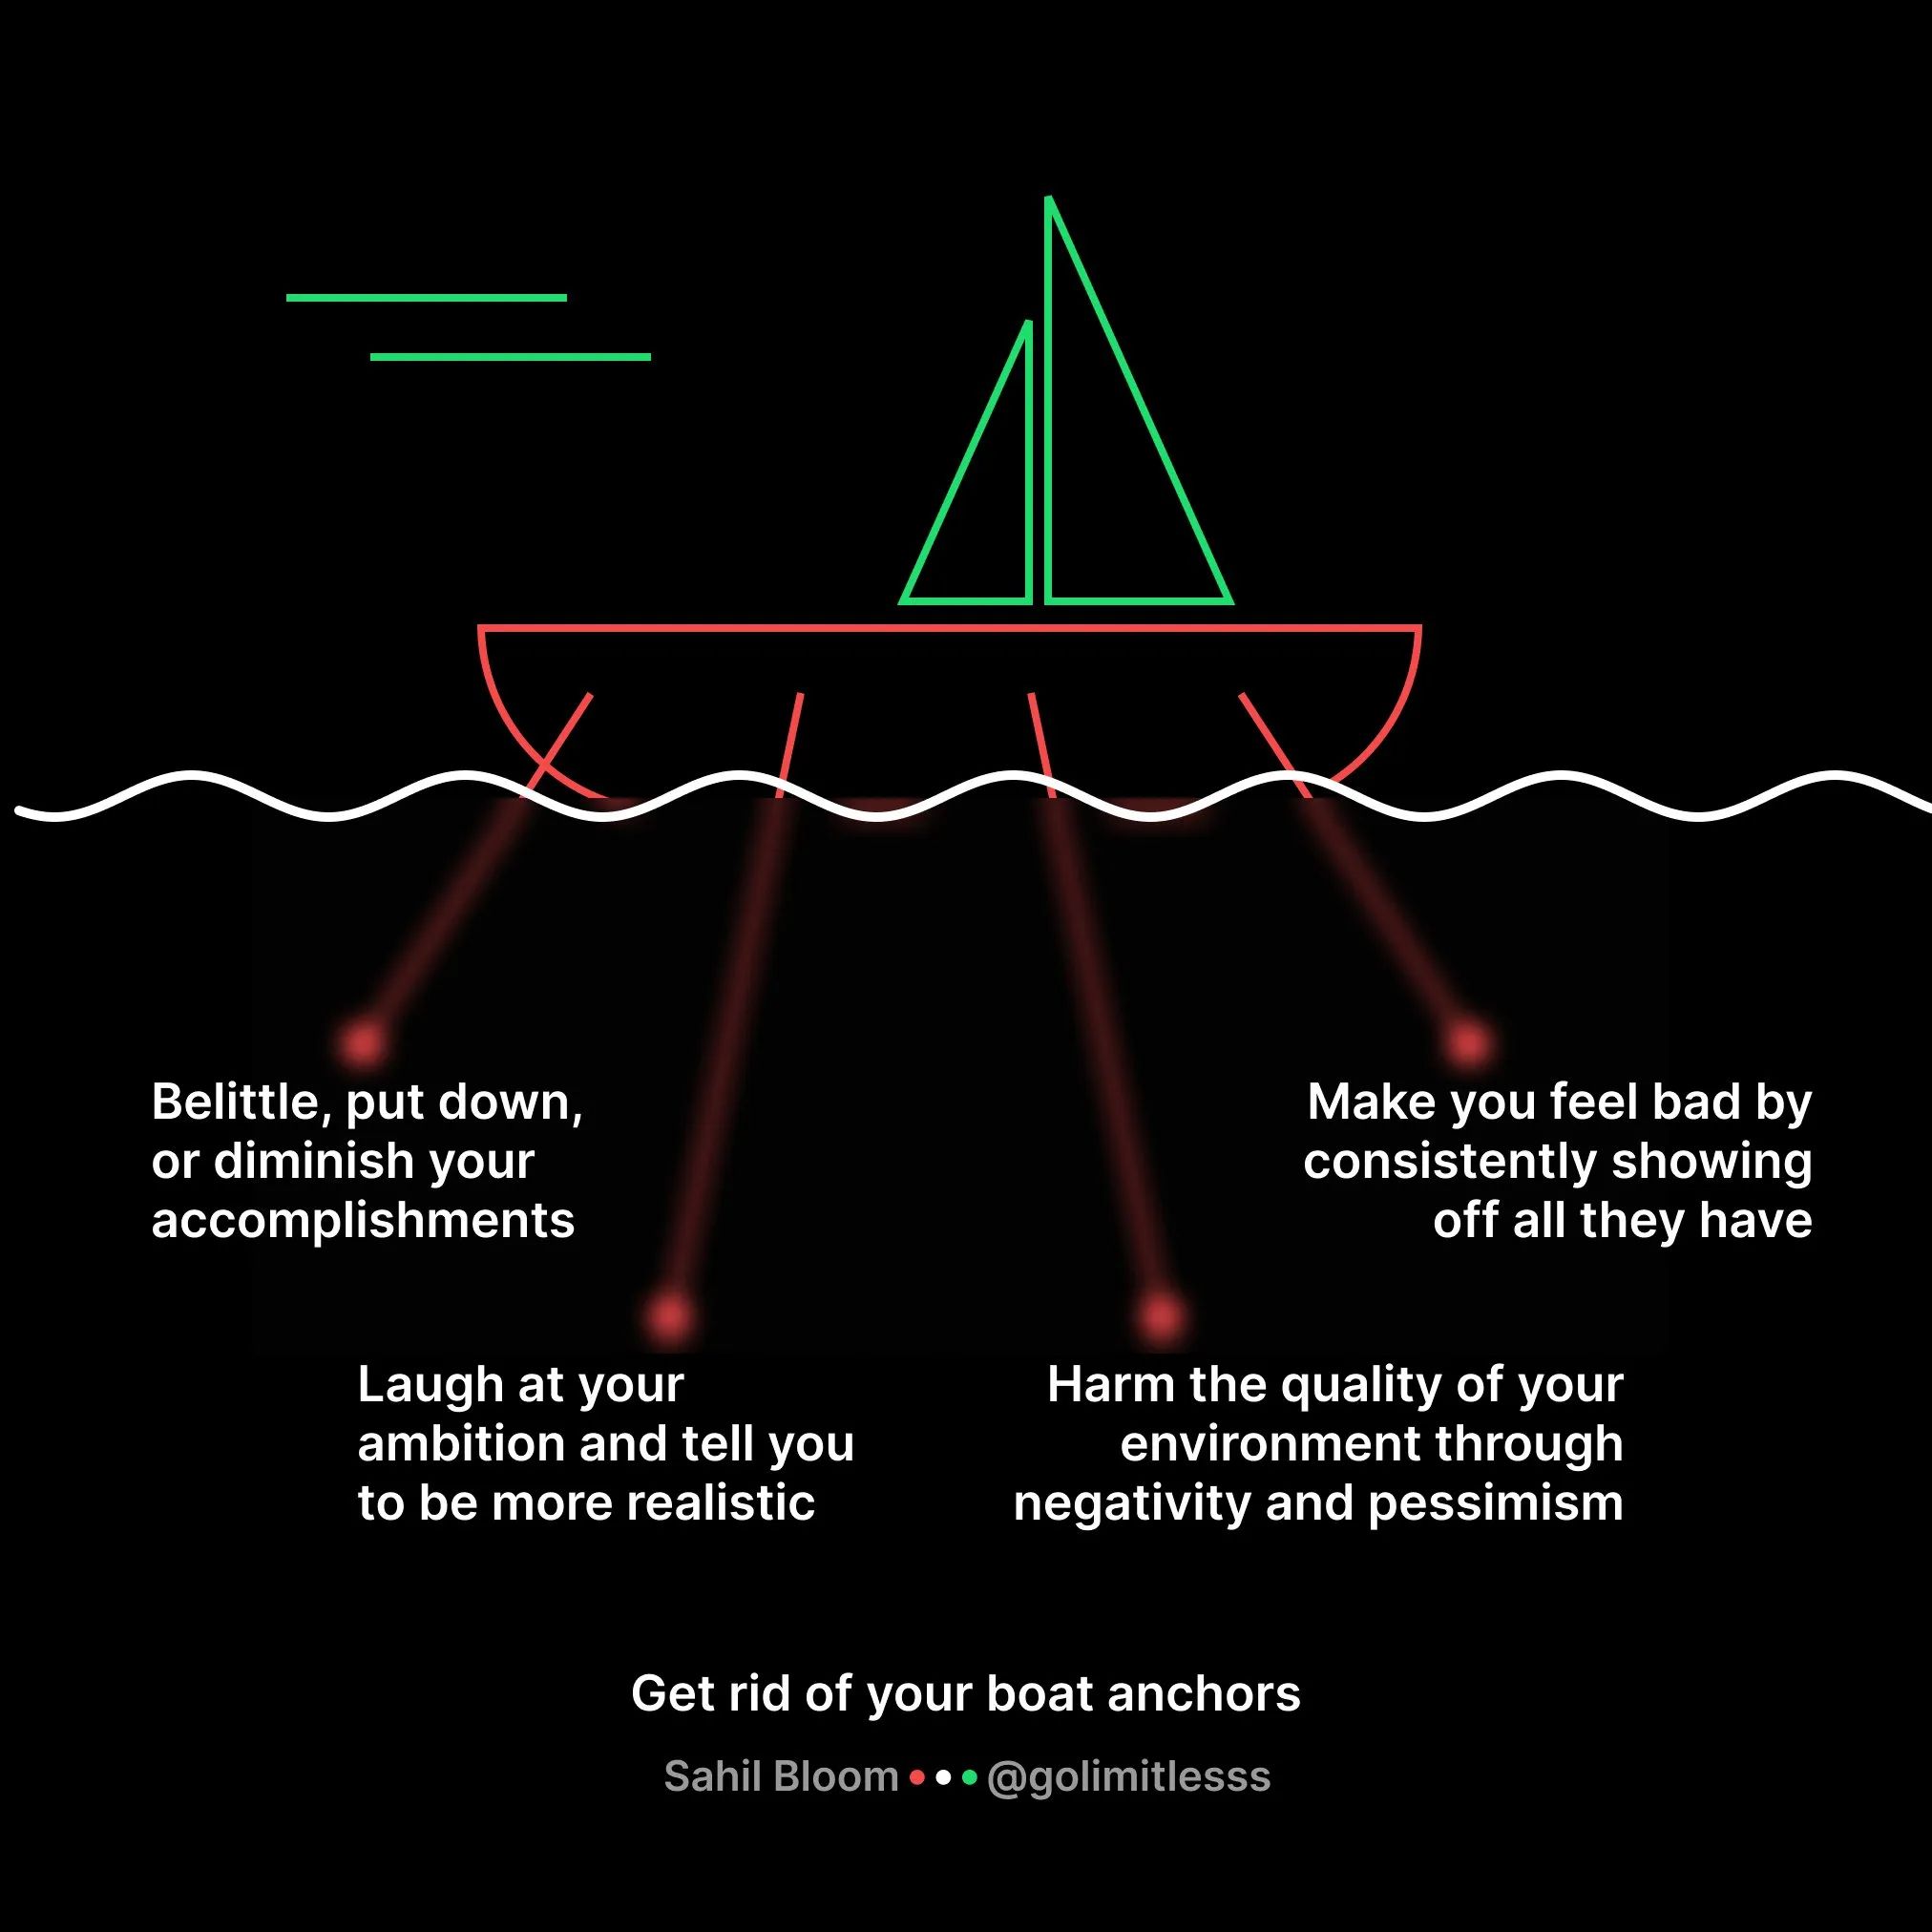 Belittle, put down,
or diminish your
accomplishments
Make you feel bad by
consistently showing
off all they have
Laugh at your
ambition and tell you
to be more realistic
Harm the quality of your
environment through
negativity and pessimism
Get rid of your boat anchors
Sahil Bloom @golimitlesss